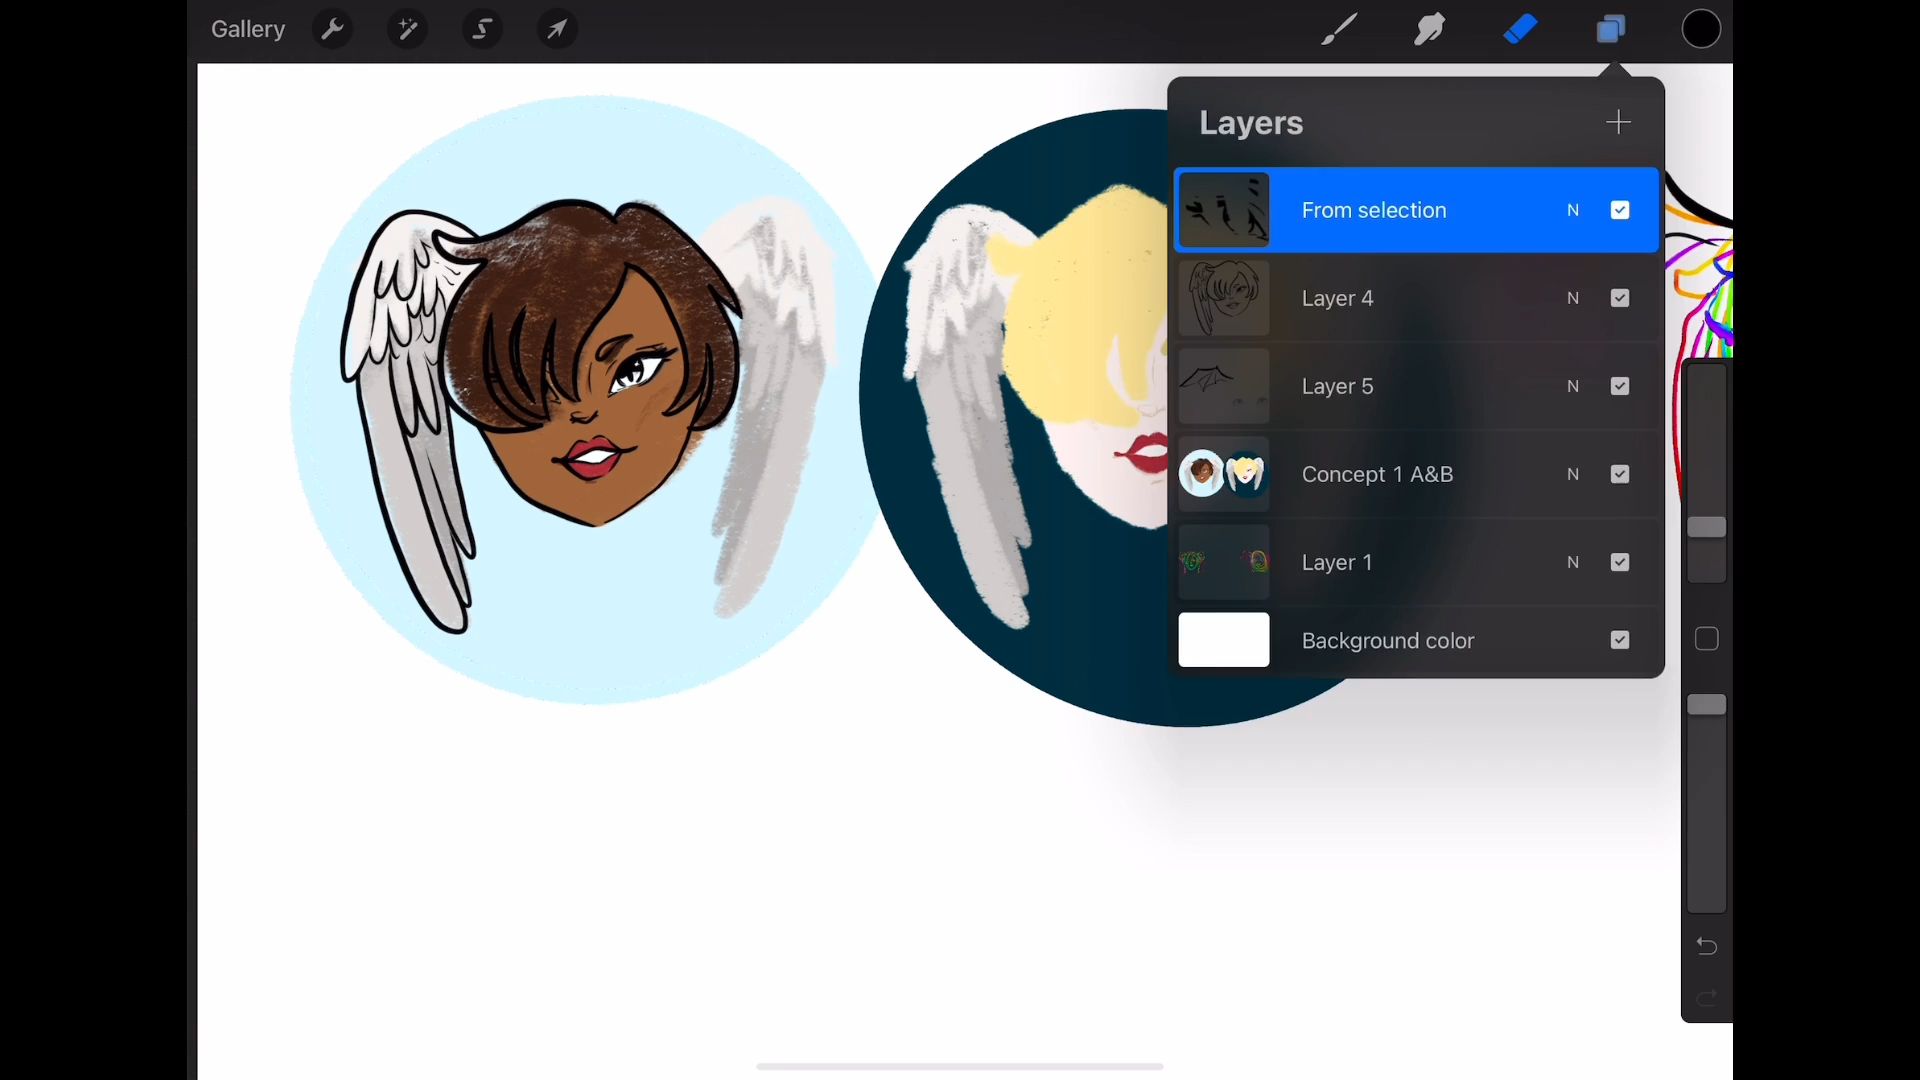 Gallery
Layers
From selection N
Layer 4 N
Layer 5 N
Concept 1 A&B N
Layer 1 N
Background color